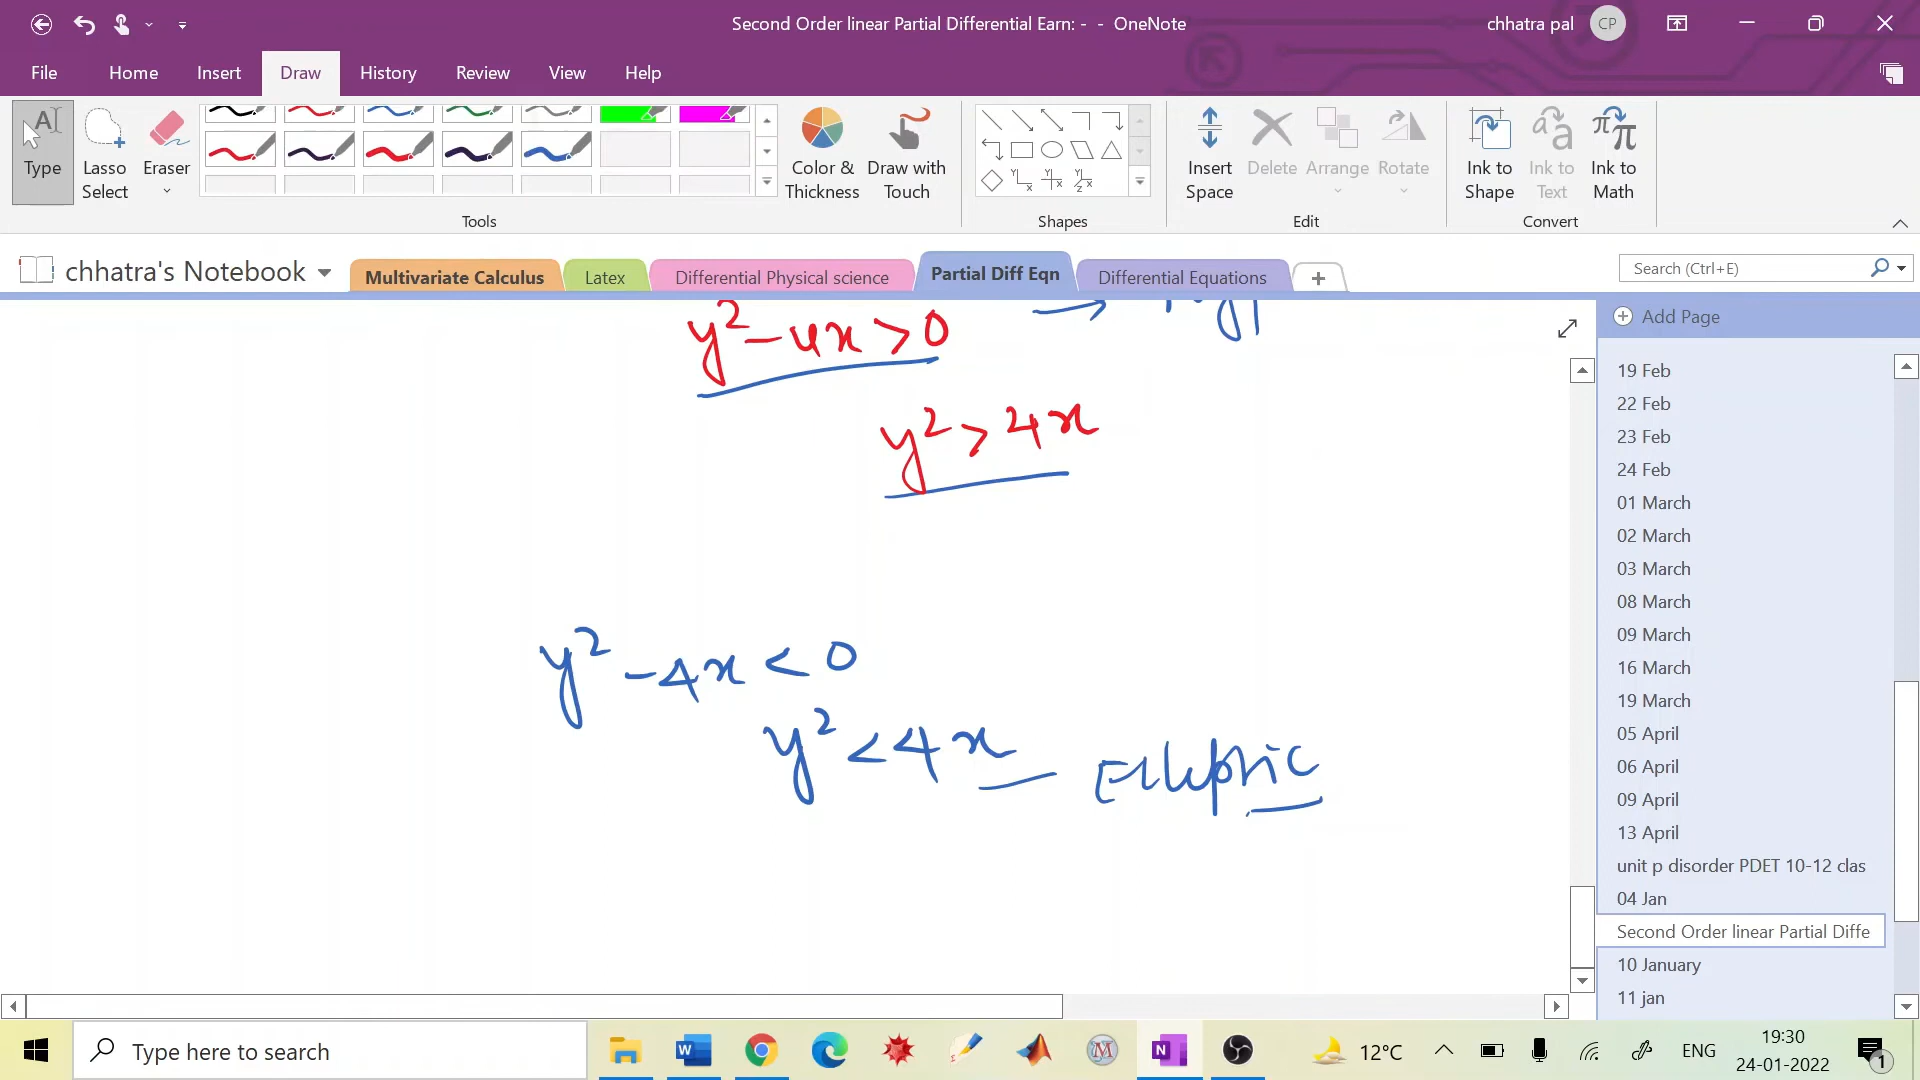 Second Order linear Partial Differential Earn: - - OneNote
chhatra pal CP
File Home Insert Draw History Review View Help
Type
Lasso Select
Eraser
Color & Thickness
Draw with Touch
Insert Space
Delete
Arrange
Rotate
Ink to Shape
Ink to Text
Ink to Math
Tools Shapes Edit Convert
chhatra's Notebook
Multivariate Calculus Latex Differential Physical science Partial Diff Eqn Differential Equations
Search (Ctrl+E)
Add Page
y² - 4x > 0
y² > 4x
y² - 4x < 0
y² < 4x Elliptic
19 Feb
22 Feb
23 Feb
24 Feb
01 March
02 March
03 March
08 March
09 March
16 March
19 March
05 April
06 April
09 April
13 April
unit p disorder PDET 10-12 clas
04 Jan
Second Order linear Partial Diffe
10 January
11 jan
Type here to search
12°C
ENG
19:30
24-01-2022
1